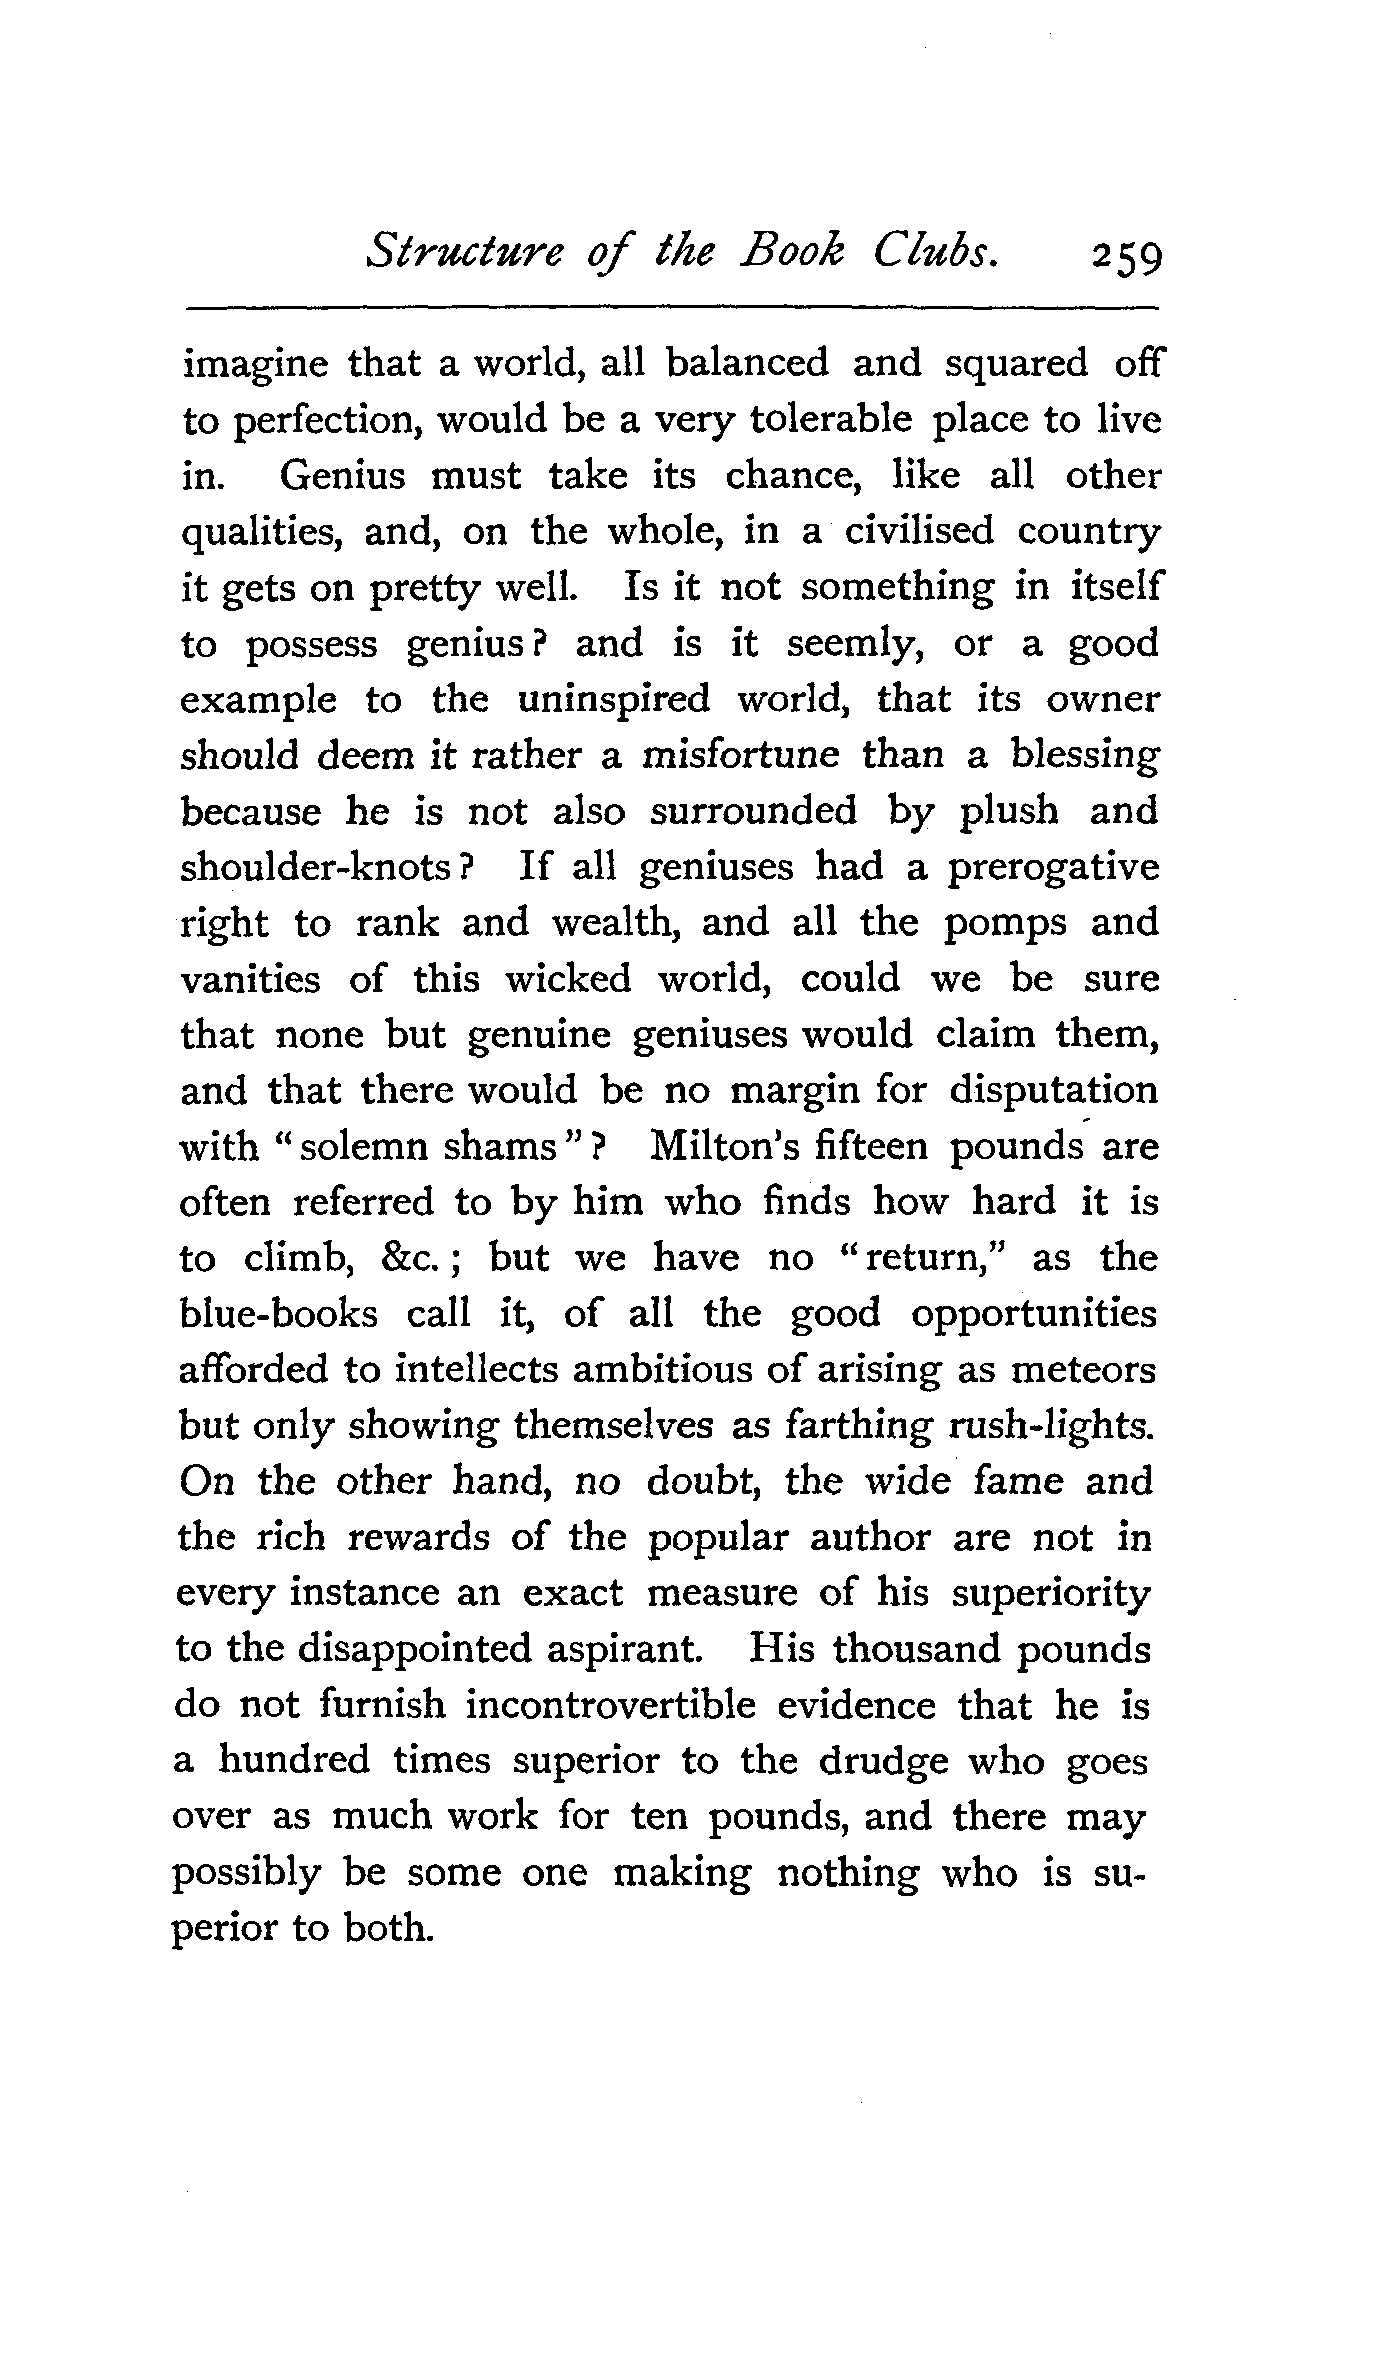 Structure of the Book Clubs. 259
imagine that a world, all balanced and squared off
to perfection, would be a very tolerable place to live
in. Genius must take its chance, like all other
qualities, and, on the whole, in a civilised country
it gets on pretty well. Is it not something in itself
to possess genius? and is it seemly, or a good
example to the uninspired world, that its owner
should deem it rather a misfortune than a blessing
because he is not also surrounded by plush and
shoulder-knots? If all geniuses had a prerogative
right to rank and wealth, and all the pomps and
vanities of this wicked world, could we be sure
that none but genuine geniuses would claim them,
and that there would be no margin for disputation
with "solemn shams"? Milton's fifteen pounds are
often referred to by him who finds how hard it is
to climb, &c.; but we have no "return," as the
blue-books call it, of all the good opportunities
afforded to intellects ambitious of arising as meteors
but only showing themselves as farthing rush-lights.
On the other hand, no doubt, the wide fame and
the rich rewards of the popular author are not in
every instance an exact measure of his superiority
to the disappointed aspirant. His thousand pounds
do not furnish incontrovertible evidence that he is
a hundred times superior to the drudge who goes
over as much work for ten pounds, and there may
possibly be some one making nothing who is su-
perior to both.